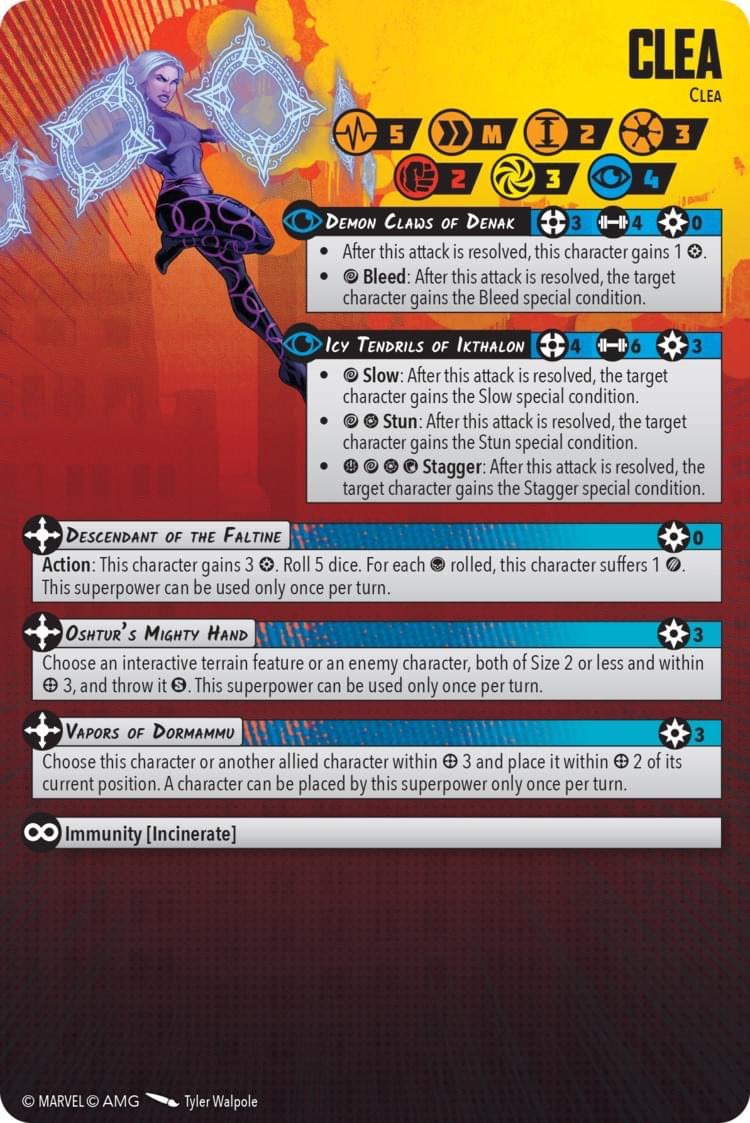 CLEA
CLEA
5 M 2 3
2 3 4
DEMON CLAWS OF DENAK 3 4 0
• After this attack is resolved, this character gains 1 .
• Bleed: After this attack is resolved, the target
character gains the Bleed special condition.
ICY TENDRILS OF IKTHALON 4 6 3
• Slow: After this attack is resolved, the target
character gains the Slow special condition.
• Stun: After this attack is resolved, the target
character gains the Stun special condition.
• Stagger: After this attack is resolved, the
target character gains the Stagger special condition.
DESCENDANT OF THE FALTINE 0
Action: This character gains 3 . Roll 5 dice. For each rolled, this character suffers 1 .
This superpower can be used only once per turn.
OSHTUR'S MIGHTY HAND 3
Choose an interactive terrain feature or an enemy character, both of Size 2 or less and within
3, and throw it S. This superpower can be used only once per turn.
VAPORS OF DORMAMMU 3
Choose this character or another allied character within 3 and place it within 2 of its
current position. A character can be placed by this superpower only once per turn.
Immunity [Incinerate]
© MARVEL © AMG Tyler Walpole